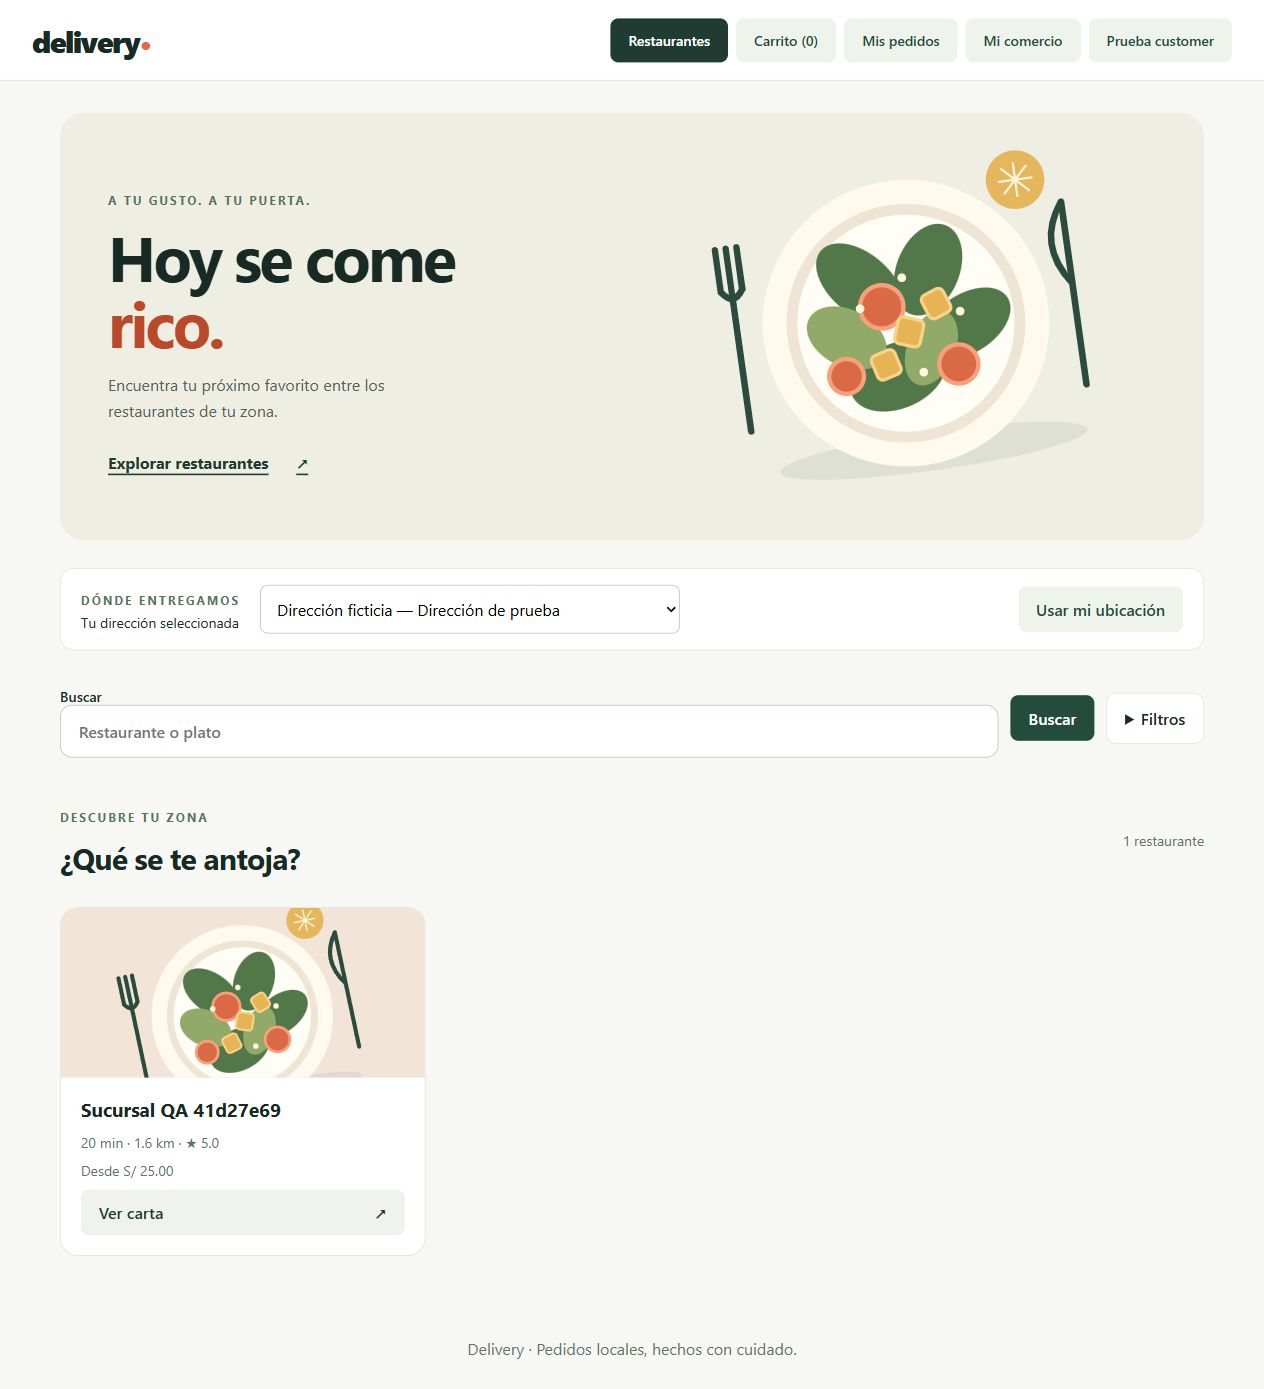 delivery
Restaurantes
Carrito (0)
Mis pedidos
Mi comercio
Prueba customer
A TU GUSTO. A TU PUERTA.
Hoy se come
rico.
Encuentra tu próximo favorito entre los
restaurantes de tu zona.
Explorar restaurantes ↗
DÓNDE ENTREGAMOS
Tu dirección seleccionada
Dirección ficticia — Dirección de prueba
Usar mi ubicación
Buscar
Restaurante o plato
Buscar
Filtros
DESCUBRE TU ZONA
¿Qué se te antoja?
1 restaurante
Sucursal QA 41d27e69
20 min · 1.6 km · ★ 5.0
Desde S/ 25.00
Ver carta ↗
Delivery · Pedidos locales, hechos con cuidado.